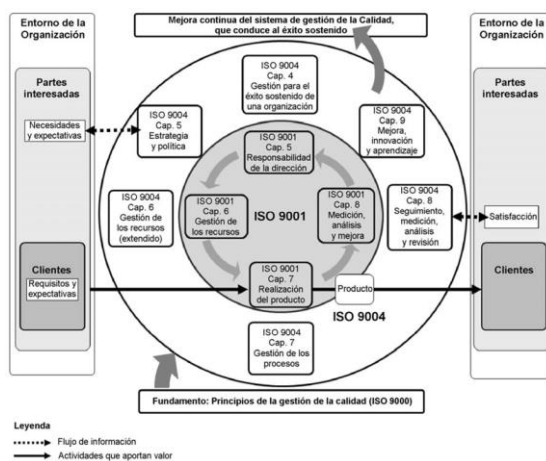 Entorno de la
Organización
Mejora continua del sistema de gestión de la Calidad,
que conduce al éxito sostenido
Entorno de la
Organización
Partes
interesadas
Necesidades
y expectativas
Clientes
Requisitos y
expectativas
ISO 9004
Cap. 4
Gestión para el
éxito sostenido de
una organización
ISO 9004
Cap. 5
Estrategia
y política
ISO 9004
Cap. 9
Mejora,
innovación
y aprendizaje
ISO 9001
Cap. 5
Responsabilidad
de la dirección
ISO 9004
Cap. 6
Gestión de
los recursos
(extendido)
ISO 9001
Cap. 6
Gestión de
los recursos
ISO 9001
ISO 9001
Cap. 8
Medición,
análisis
y mejora
ISO 9004
Cap. 8
Seguimiento,
medición,
análisis
y revisión
ISO 9001
Cap. 7
Realización
del producto
Producto
ISO 9004
ISO 9004
Cap. 7
Gestión de los
procesos
Partes
interesadas
Satisfacción
Clientes
Fundamento: Principios de la gestión de la calidad (ISO 9000)
Leyenda
Flujo de información
Actividades que aportan valor